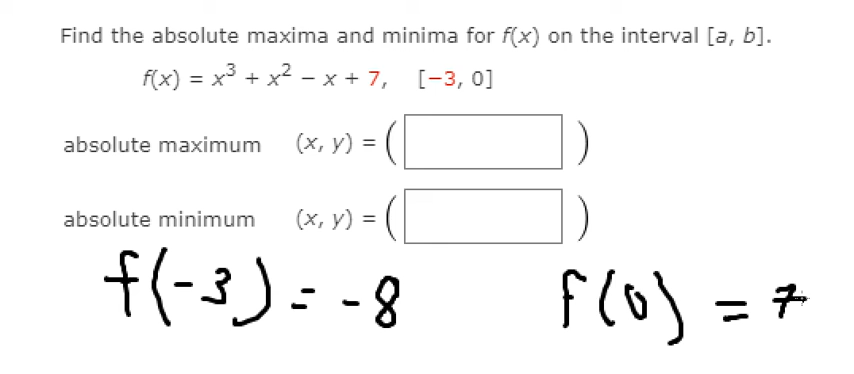 Find the absolute maxima and minima for f(x) on the interval [a, b].
f(x) = x³ + x² − x + 7, [−3, 0]
absolute maximum (x, y) = ( )
absolute minimum (x, y) = ( )
f(-3) = -8 f(0) = 7